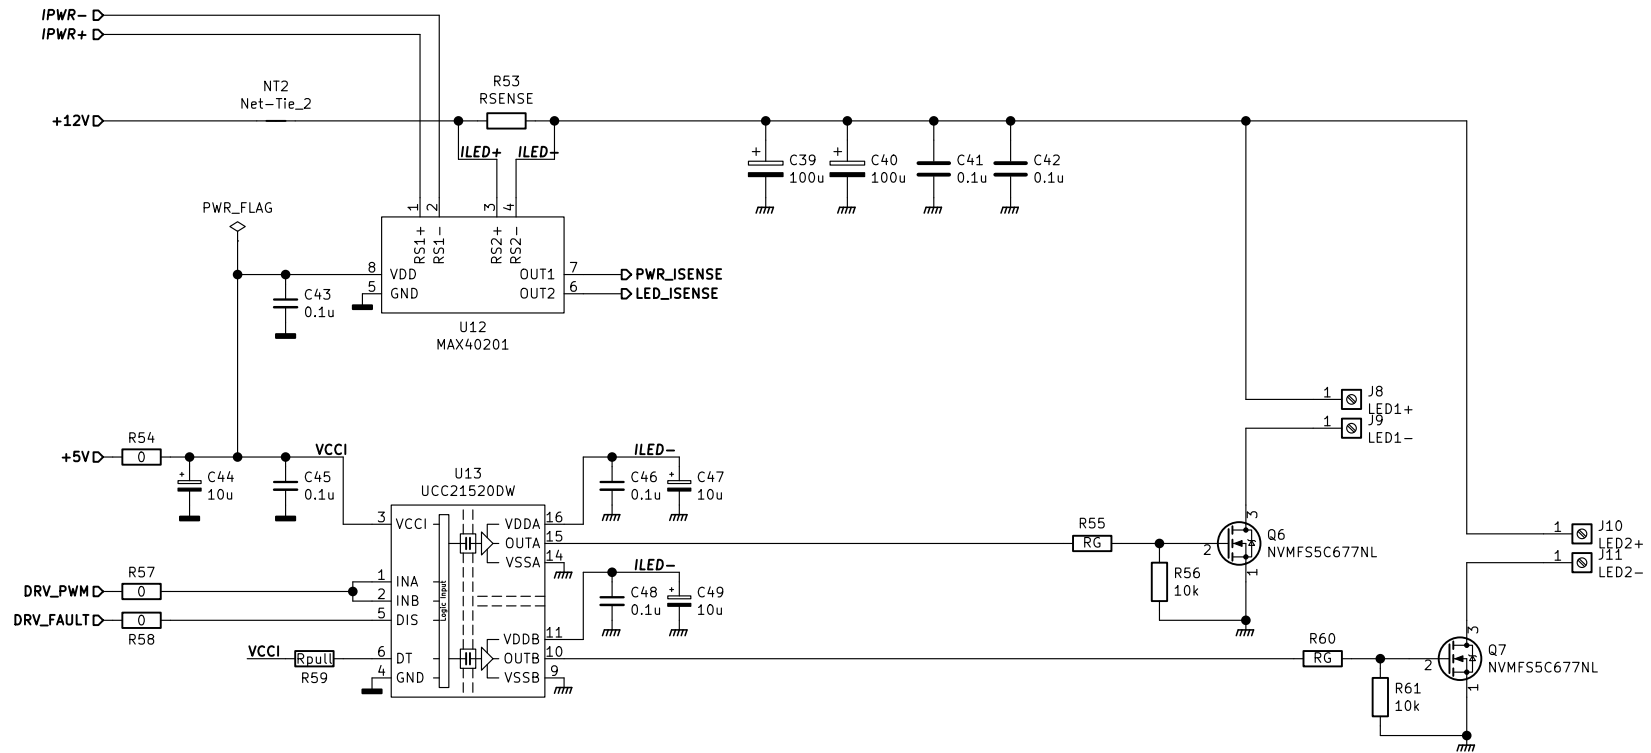 IPWR-
IPWR+
NT2
Net-Tie_2
+12V
R53
RSENSE
ILED+
ILED-
+
C39
100u
+
C40
100u
C41
0.1u
C42
0.1u
PWR_FLAG
1
2
3
4
RS1+
RS1-
RS2+
RS2-
8
VDD
5
GND
OUT1
7
PWR_ISENSE
OUT2
6
LED_ISENSE
C43
0.1u
U12
MAX40201
1
J8
LED1+
1
J9
LED1-
+5V
R54
0
VCCI
+
C44
10u
C45
0.1u
U13
UCC21520DW
ILED-
C46
0.1u
+
C47
10u
3
VCCI
VDDA
16
OUTA
15
VSSA
14
R55
RG
R56
10k
2
3
1
Q6
NVMFS5C677NL
1
J10
LED2+
1
J11
LED2-
DRV_PWM
R57
0
1
INA
2
INB
DRV_FAULT
0
R58
5
DIS
Logic Input
ILED-
C48
0.1u
+
C49
10u
VCCI
Rpull
R59
6
DT
4
GND
VDDB
11
OUTB
10
VSSB
9
R60
RG
R61
10k
2
3
1
Q7
NVMFS5C677NL